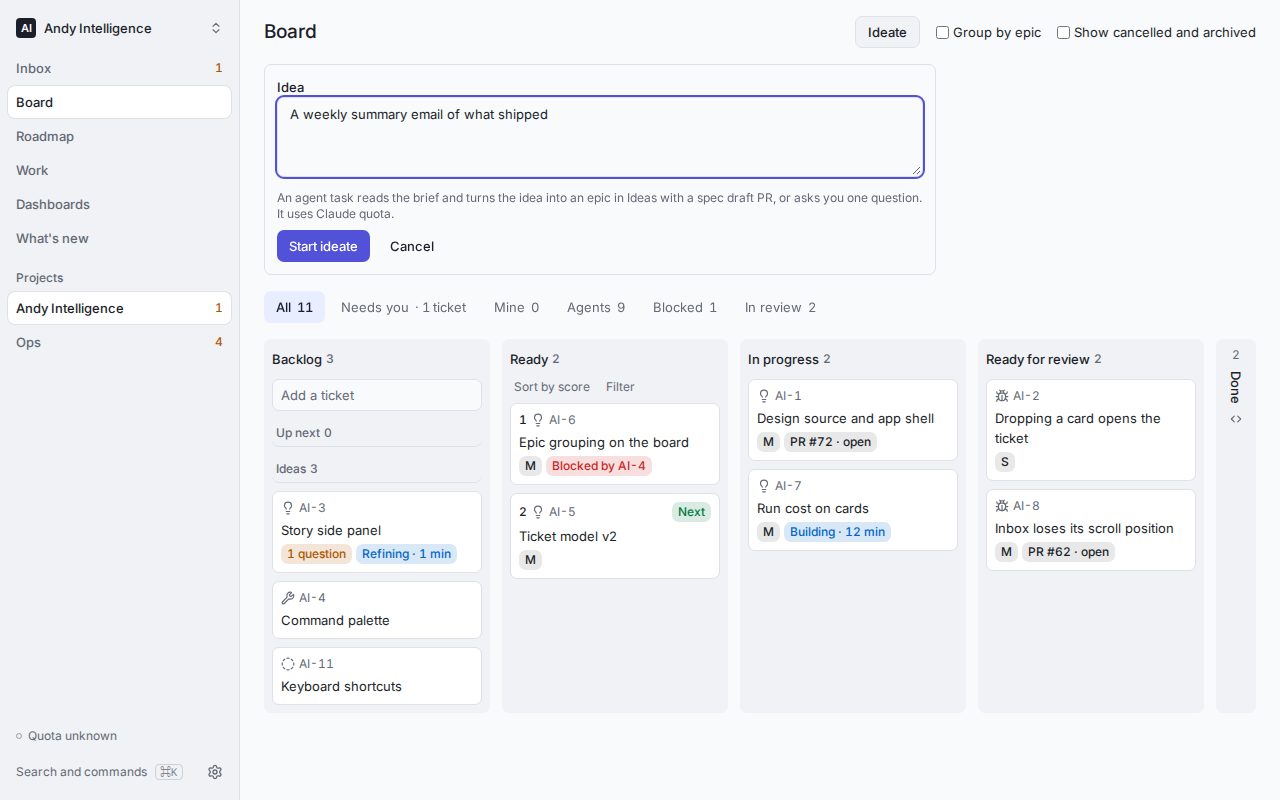 AI Andy Intelligence
Inbox 1
Board
Roadmap
Work
Dashboards
What's new
Projects
Andy Intelligence 1
Ops 4
Quota unknown
Search and commands ⌘K
Board
Ideate
Group by epic
Show cancelled and archived
Idea
A weekly summary email of what shipped
An agent task reads the brief and turns the idea into an epic in Ideas with a spec draft PR, or asks you one question.
It uses Claude quota.
Start ideate Cancel
All 11 Needs you · 1 ticket Mine 0 Agents 9 Blocked 1 In review 2
Backlog 3
Add a ticket
Up next 0
Ideas 3
AI-3
Story side panel
1 question Refining · 1 min
AI-4
Command palette
AI-11
Keyboard shortcuts
Ready 2
Sort by score Filter
1 AI-6
Epic grouping on the board
M Blocked by AI-4
2 AI-5 Next
Ticket model v2
M
In progress 2
AI-1
Design source and app shell
M PR #72 · open
AI-7
Run cost on cards
M Building · 12 min
Ready for review 2
AI-2
Dropping a card opens the
ticket
S
AI-8
Inbox loses its scroll position
M PR #62 · open
2
Done